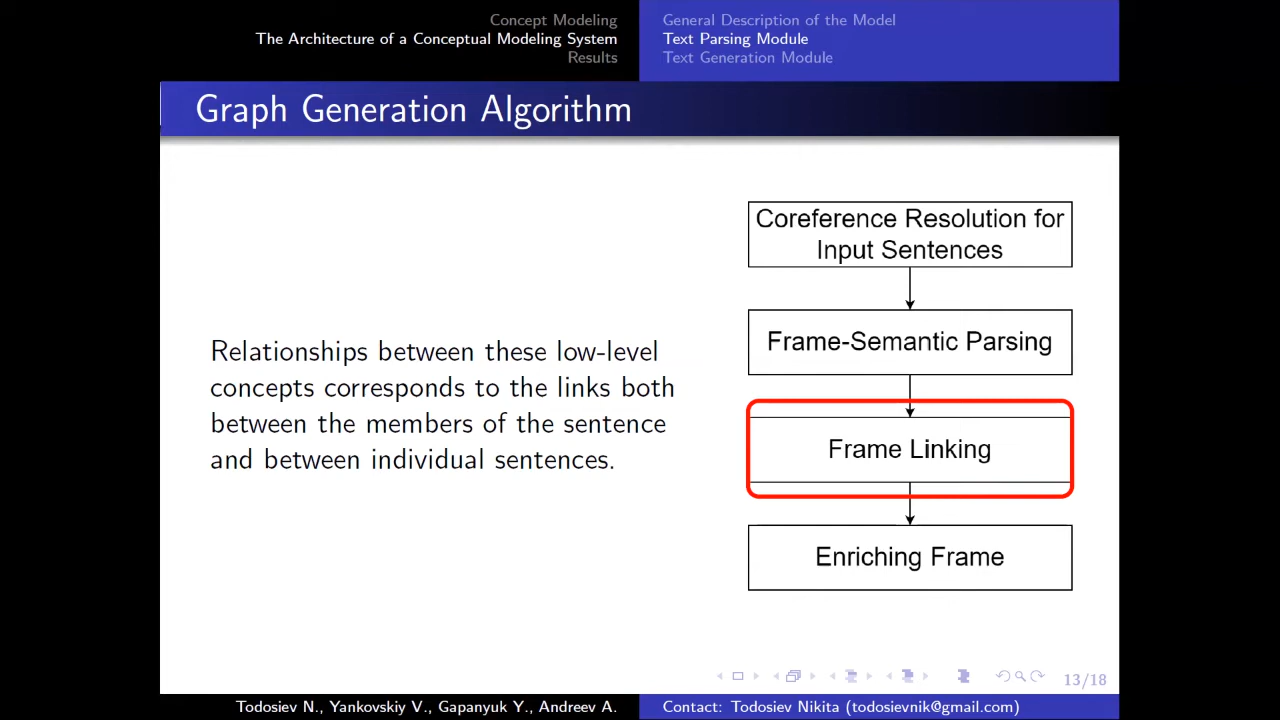 Concept Modeling
The Architecture of a Conceptual Modeling System
Results
General Description of the Model
Text Parsing Module
Text Generation Module
Graph Generation Algorithm
Relationships between these low-level
concepts corresponds to the links both
between the members of the sentence
and between individual sentences.
Coreference Resolution for
Input Sentences
Frame-Semantic Parsing
Frame Linking
Enriching Frame
13/18
Todosiev N., Yankovskiy V., Gapanyuk Y., Andreev A.
Contact: Todosiev Nikita (todosievnik@gmail.com)